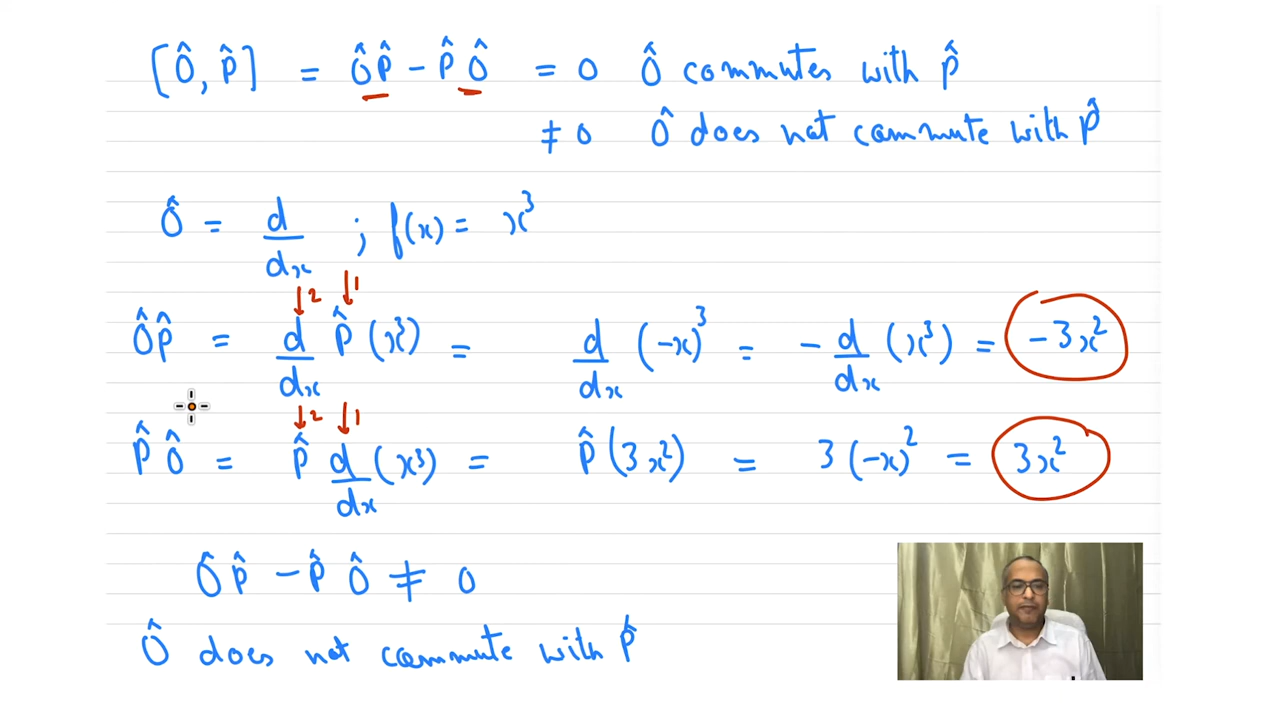 [Ô, P̂] = ÔP̂ - P̂Ô = 0 Ô commutes with P̂
≠ 0 Ô does not commute with P̂
Ô = d/dx ; f(x) = x³
↓2 ↓1
ÔP̂ = d/dx P̂(x³) = d/dx (-x)³ = - d/dx (x³) = -3x²
↓2 ↓1
P̂Ô = P̂ d/dx (x³) = P̂(3x²) = 3(-x)² = 3x²
ÔP̂ - P̂Ô ≠ 0
Ô does not commute with P̂